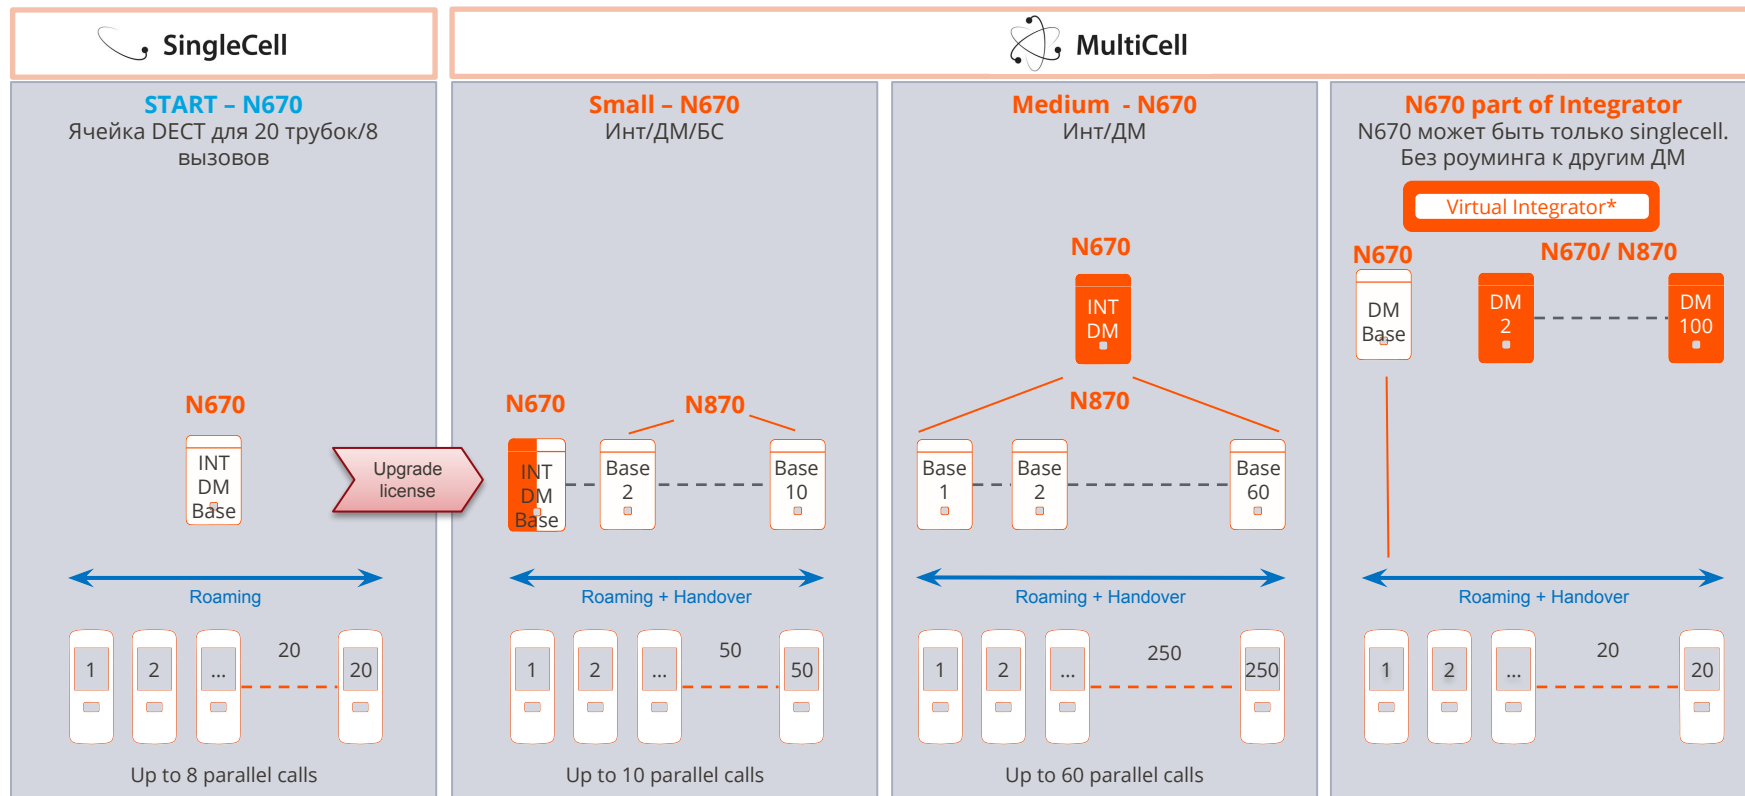 SingleCell
MultiCell
START – N670
Ячейка DECT для 20 трубок/8
вызовов
N670
INT
DM
Base
Roaming
1
2
...
20
20
Up to 8 parallel calls
Upgrade
license
Small – N670
Инт/ДМ/БС
N670
N870
INT
DM
Base
Base
2
Base
10
Roaming + Handover
1
2
...
50
50
Up to 10 parallel calls
Medium - N670
Инт/ДМ
N670
INT
DM
N870
Base
1
Base
2
Base
60
Roaming + Handover
1
2
...
250
250
Up to 60 parallel calls
N670 part of Integrator
N670 может быть только singlecell.
Без роуминга к другим ДМ
Virtual Integrator*
N670
N670/ N870
DM
Base
DM
2
DM
100
Roaming + Handover
1
2
...
20
20